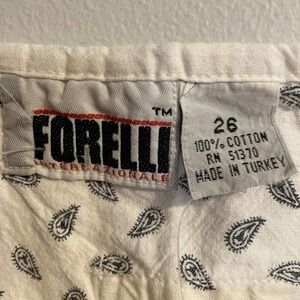 TM
FORELLI
INTERNAZIONALE
26
100% COTTON
RN 51370
MADE IN TURKEY